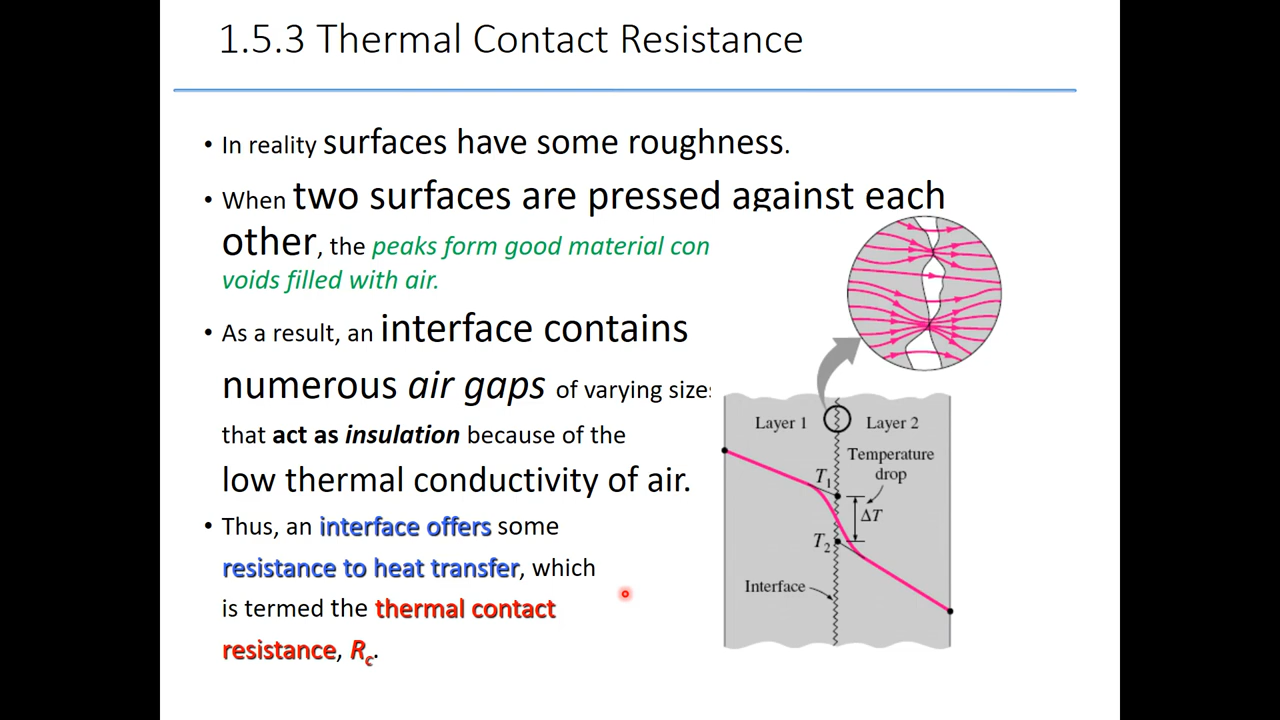 1.5.3 Thermal Contact Resistance
• In reality surfaces have some roughness.
• When two surfaces are pressed against each
other, the peaks form good material con
voids filled with air.
• As a result, an interface contains
numerous air gaps of varying size
that act as insulation because of the
low thermal conductivity of air.
• Thus, an interface offers some
resistance to heat transfer, which
is termed the thermal contact
resistance, Rc.
Layer 1
Layer 2
Temperature
drop
T1
ΔT
T2
Interface